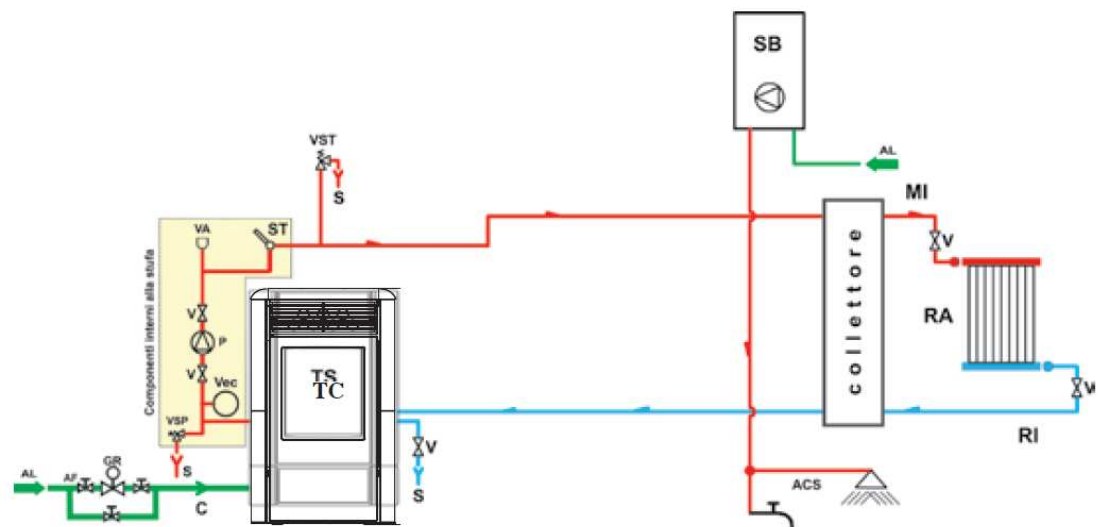 SB
VST
AL
S
MI
VA
ST
V
Componenti interni alla stufa
V
P
RA
collettore
TS
TC
V
Vec
V
VSP
V
RI
S
AL
AF
GR
S
C
ACS